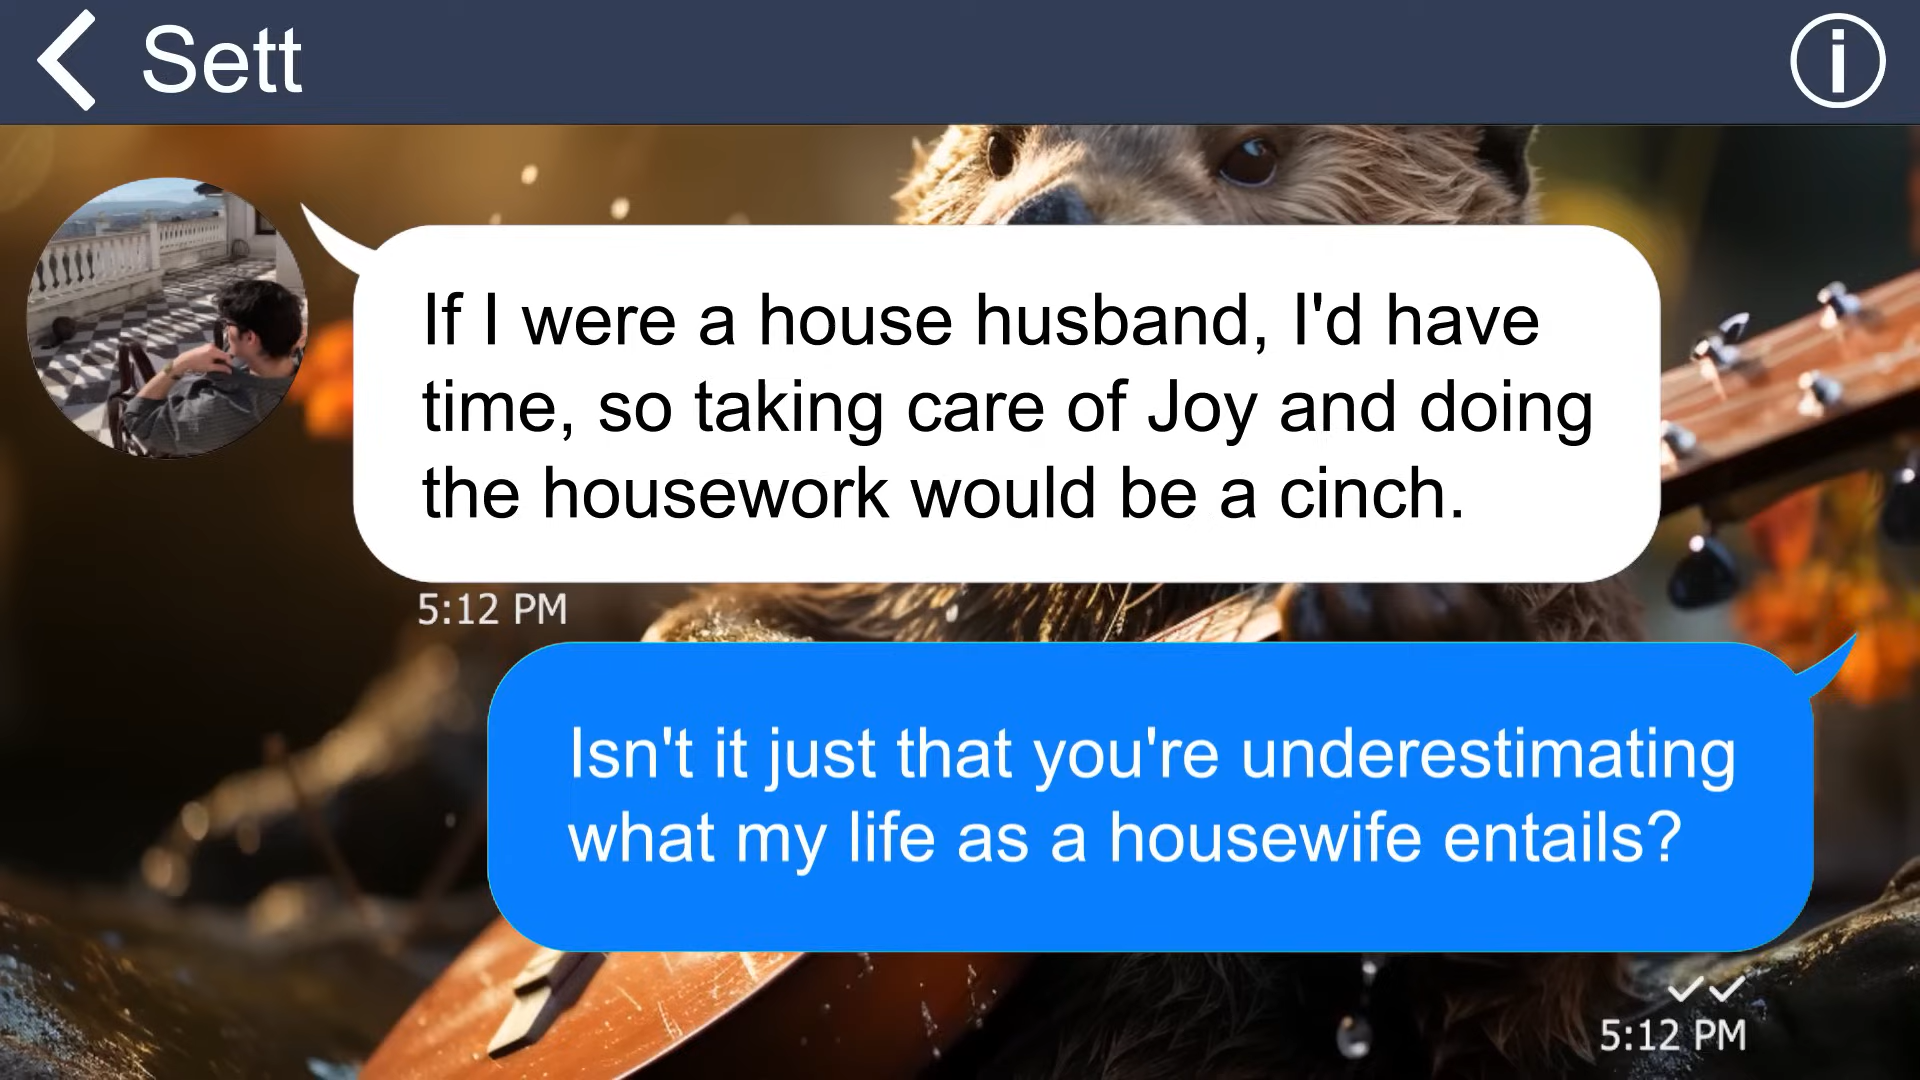 Sett
If I were a house husband, I'd have
time, so taking care of Joy and doing
the housework would be a cinch.
5:12 PM
Isn't it just that you're underestimating
what my life as a housewife entails?
5:12 PM